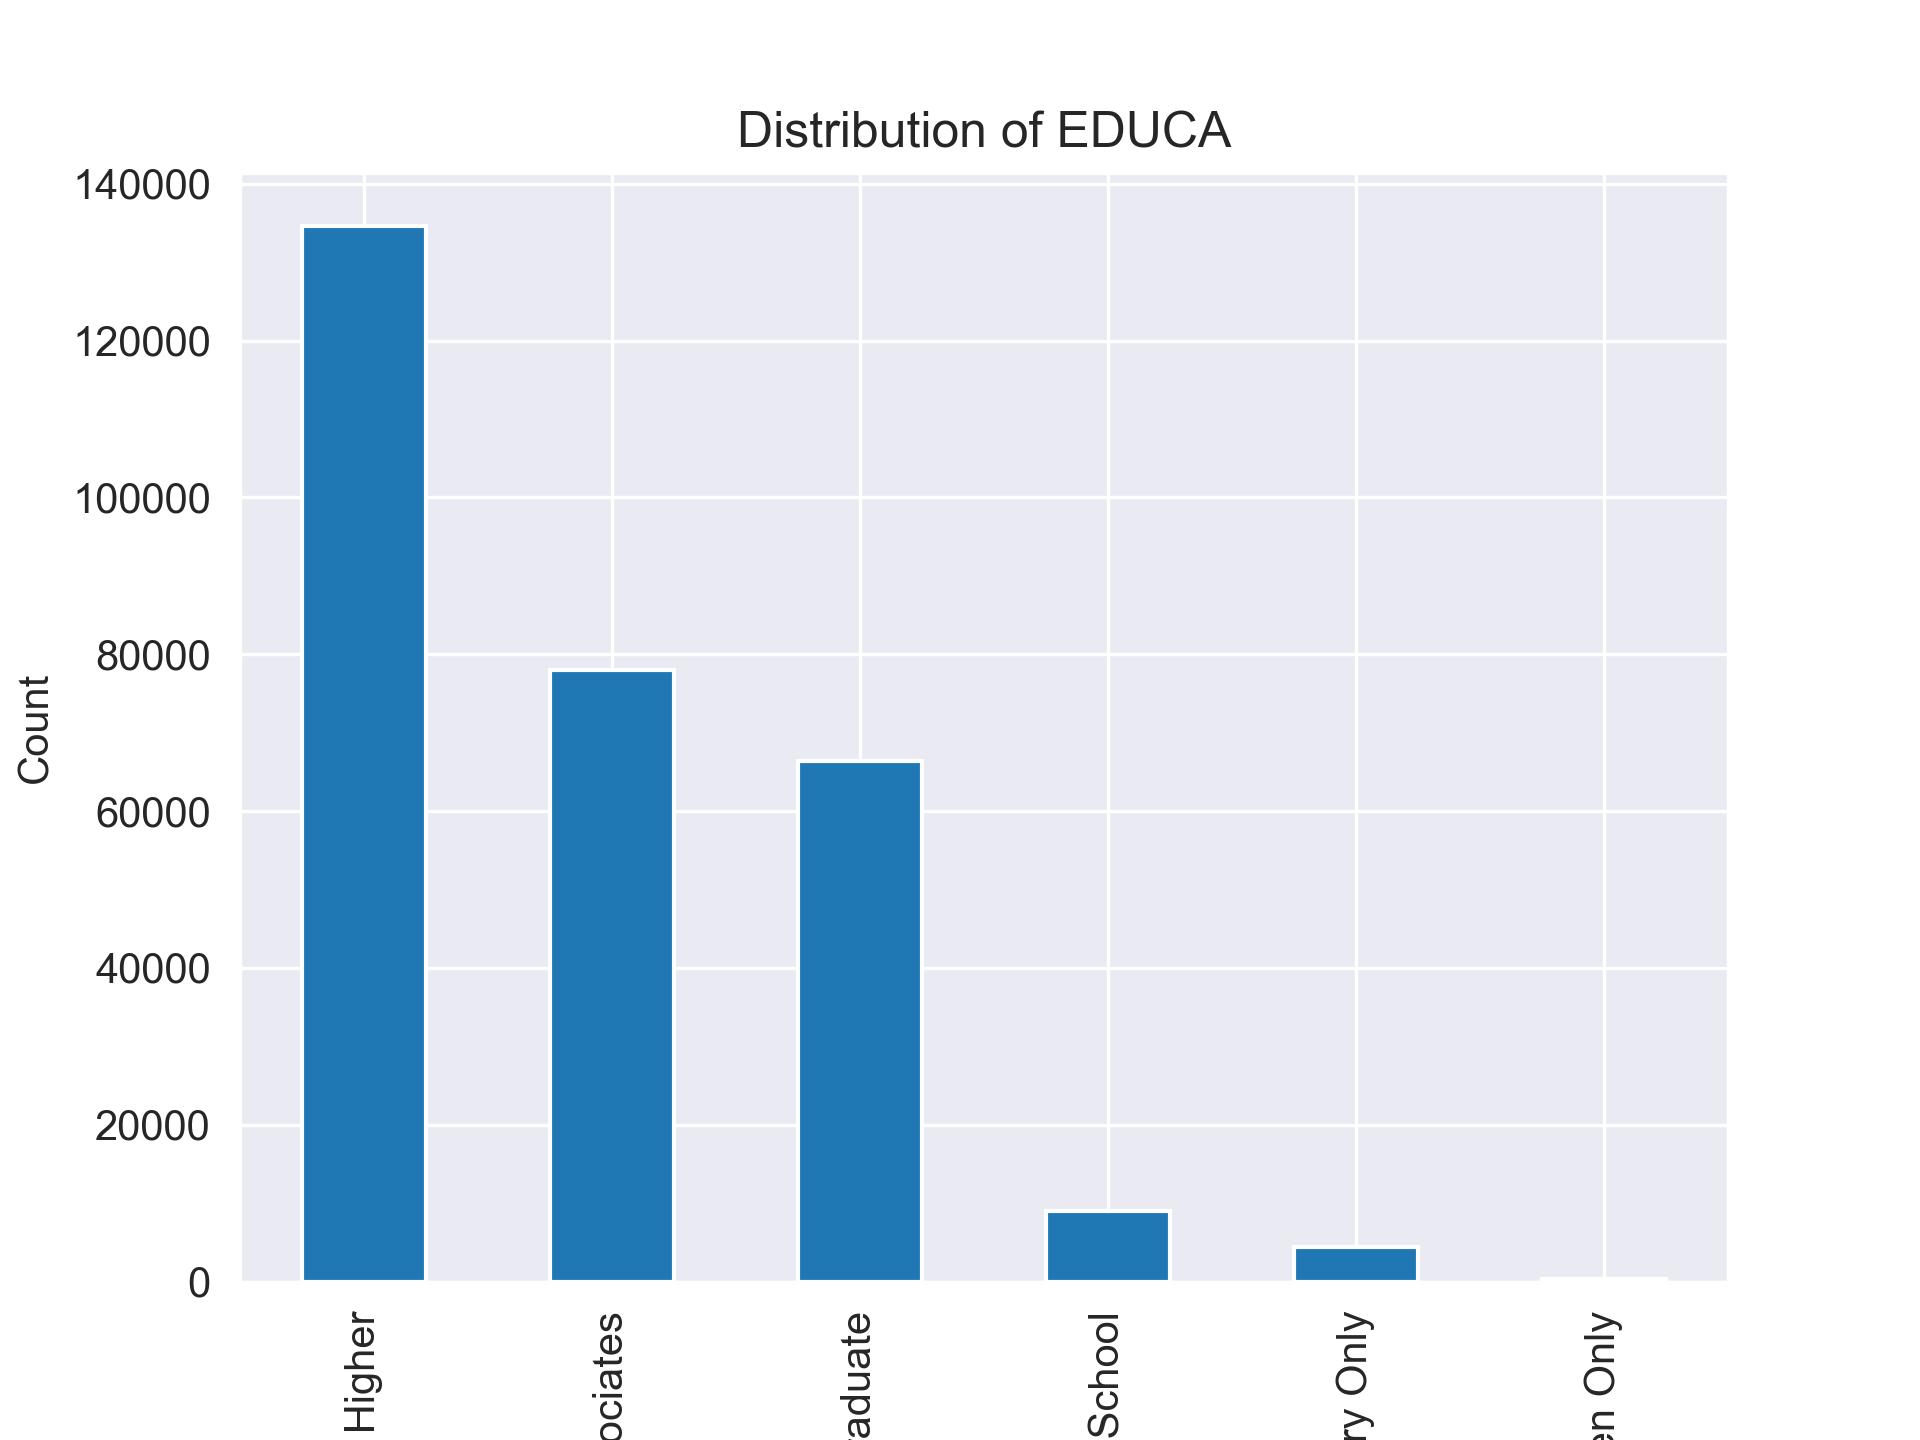 Distribution of EDUCA
140000
120000
100000
80000
60000
40000
20000
0
Count
Higher
ociates
aduate
School
ry Only
en Only